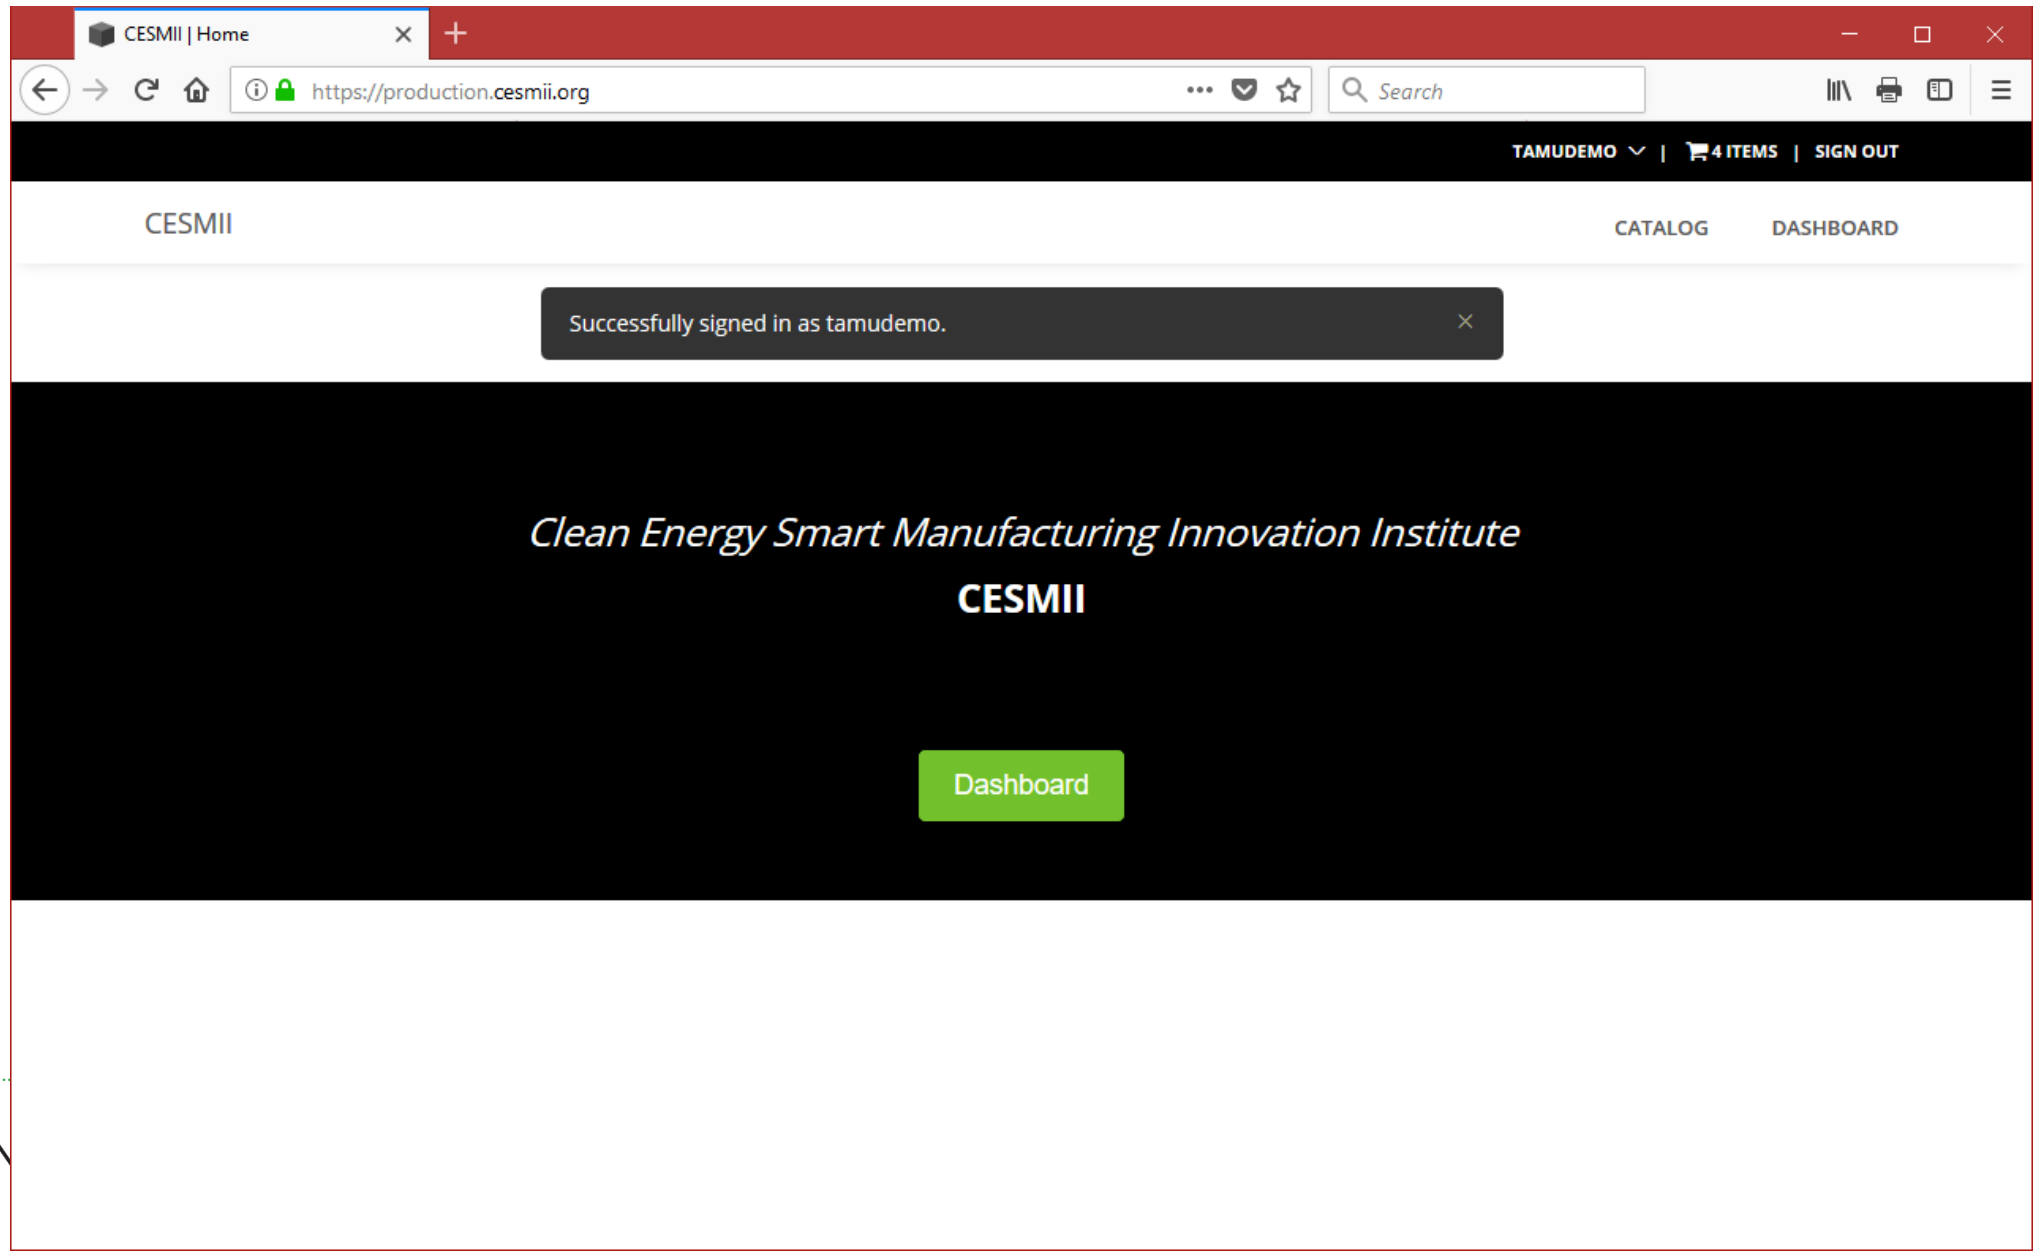 CESMII | Home
https://production.cesmii.org
Search
TAMUDEMO | 4 ITEMS | SIGN OUT
CESMII
CATALOG DASHBOARD
Successfully signed in as tamudemo.
Clean Energy Smart Manufacturing Innovation Institute
CESMII
Dashboard